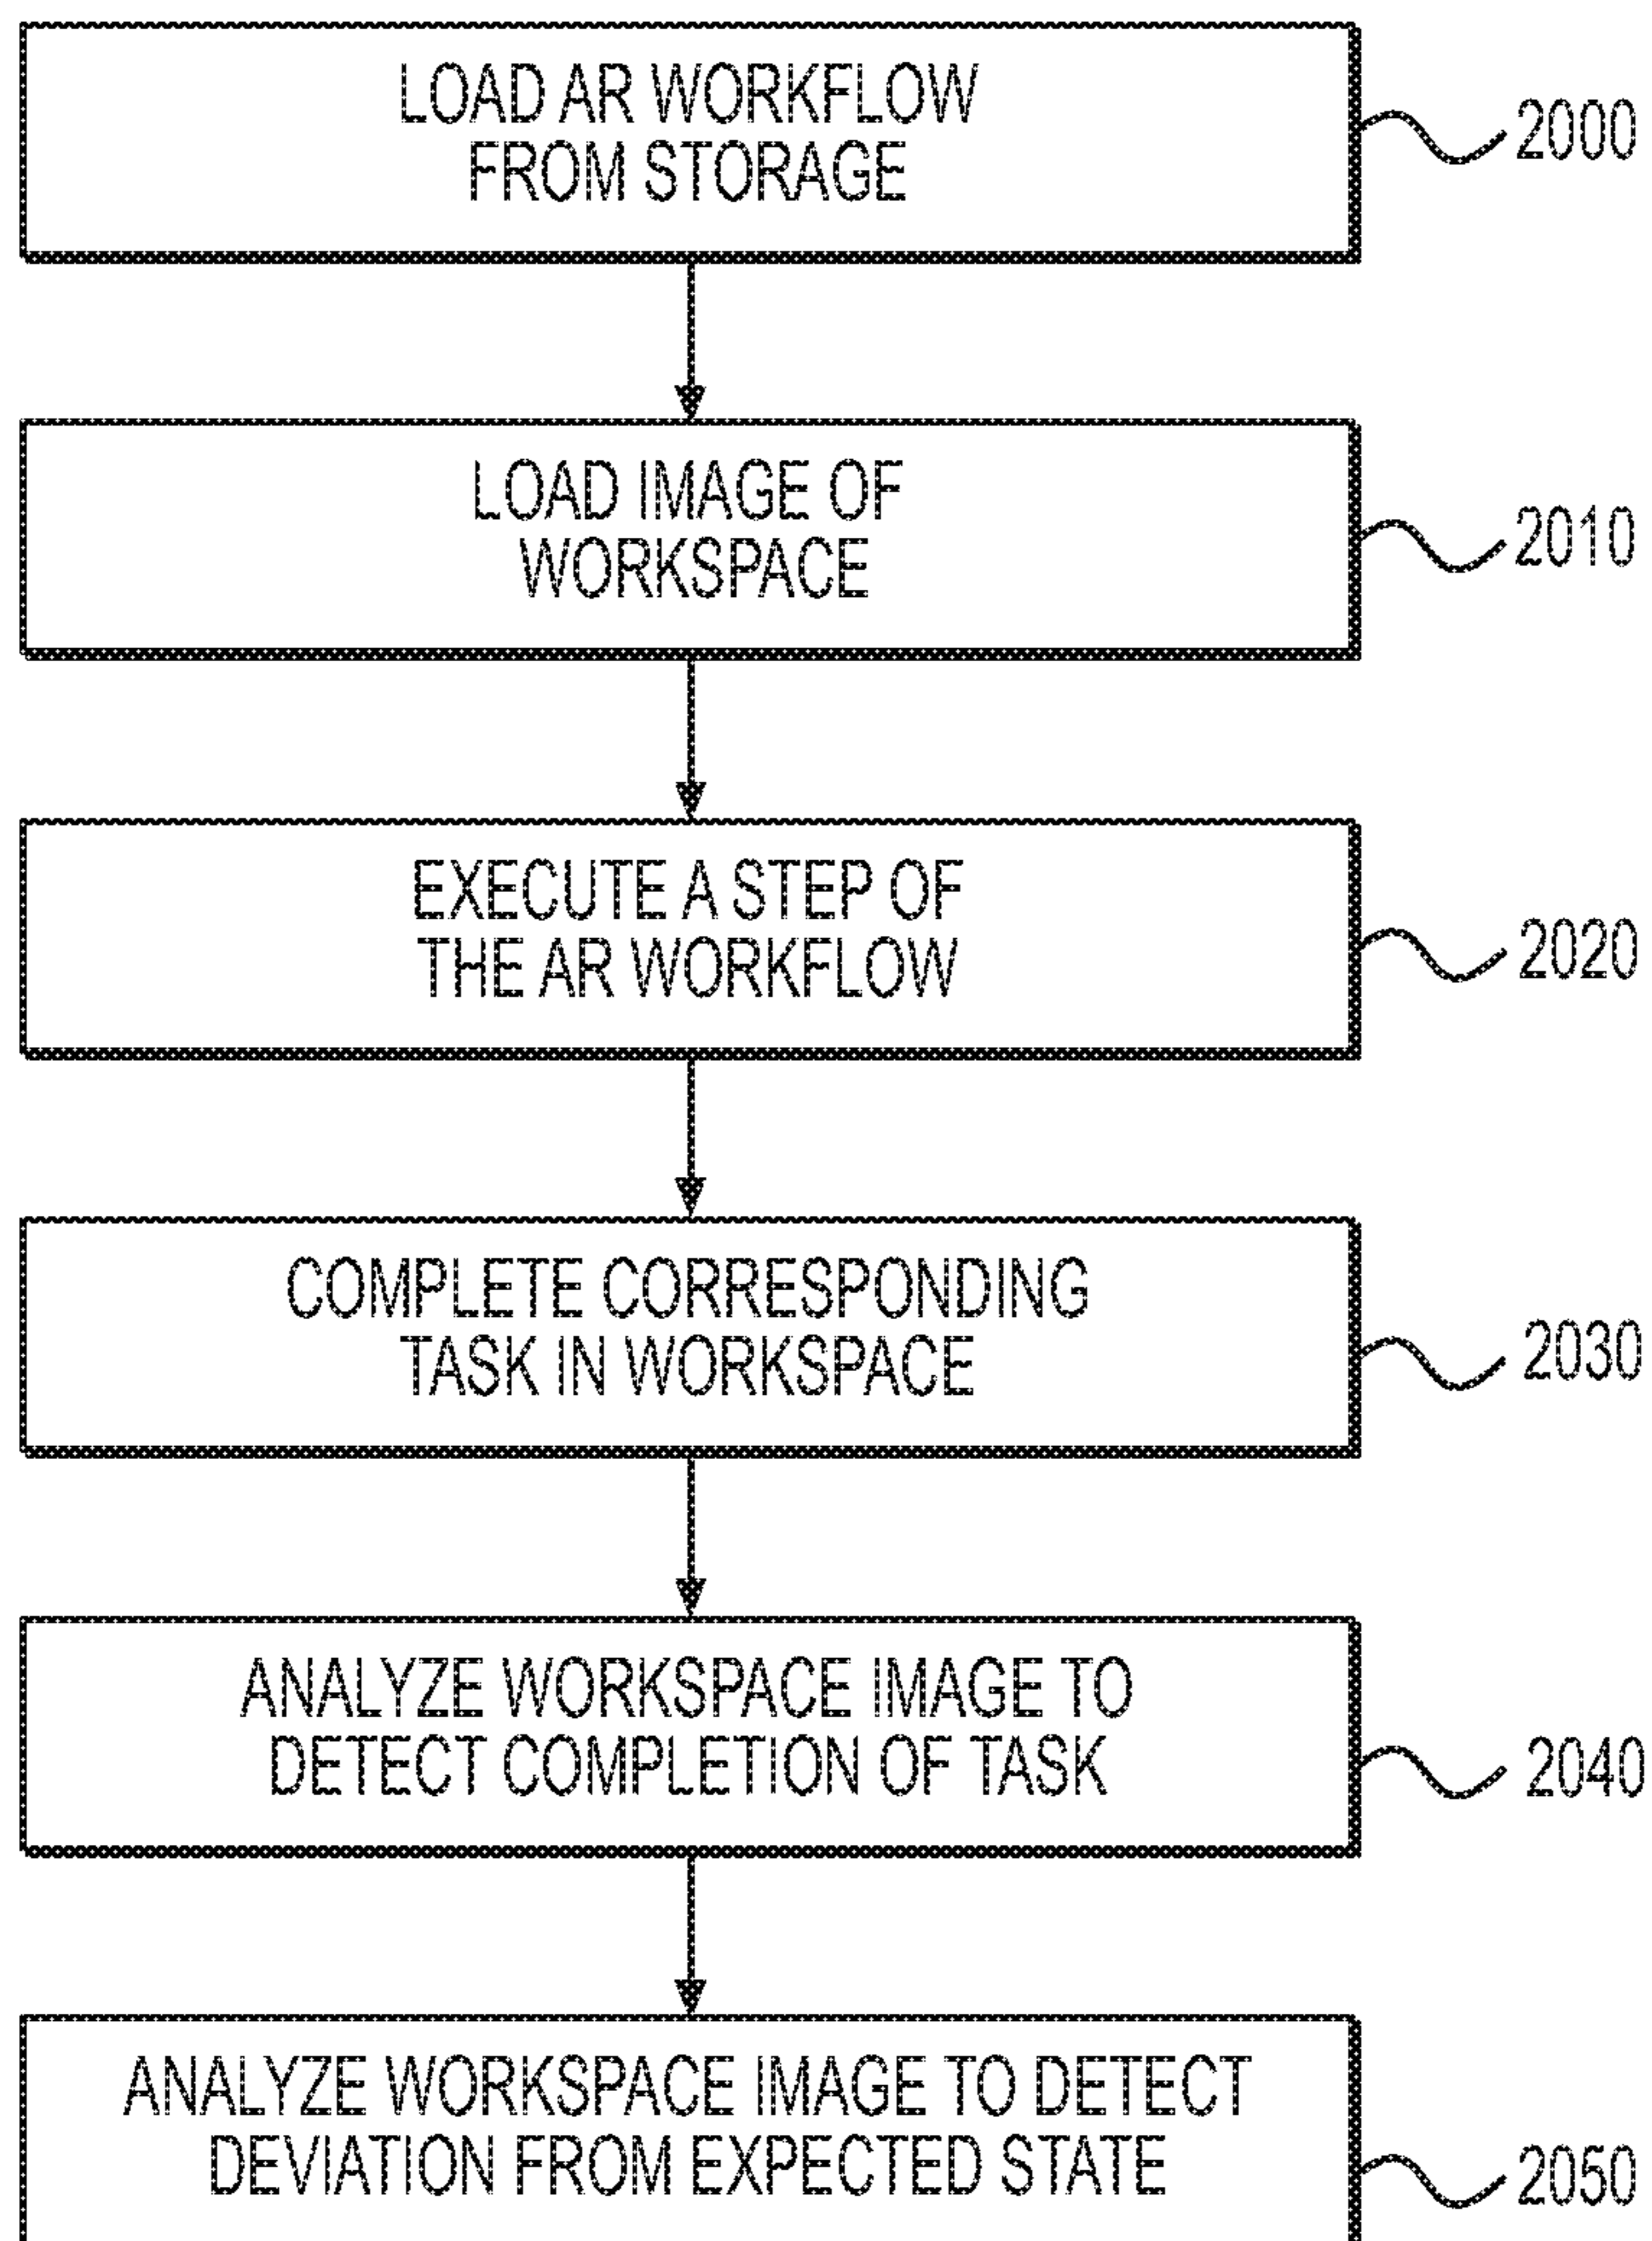 LOAD AR WORKFLOW
FROM STORAGE
2000
LOAD IMAGE OF
WORKSPACE
2010
EXECUTE A STEP OF
THE AR WORKFLOW
2020
COMPLETE CORRESPONDING
TASK IN WORKSPACE
2030
ANALYZE WORKSPACE IMAGE TO
DETECT COMPLETION OF TASK
2040
ANALYZE WORKSPACE IMAGE TO DETECT
DEVIATION FROM EXPECTED STATE
2050